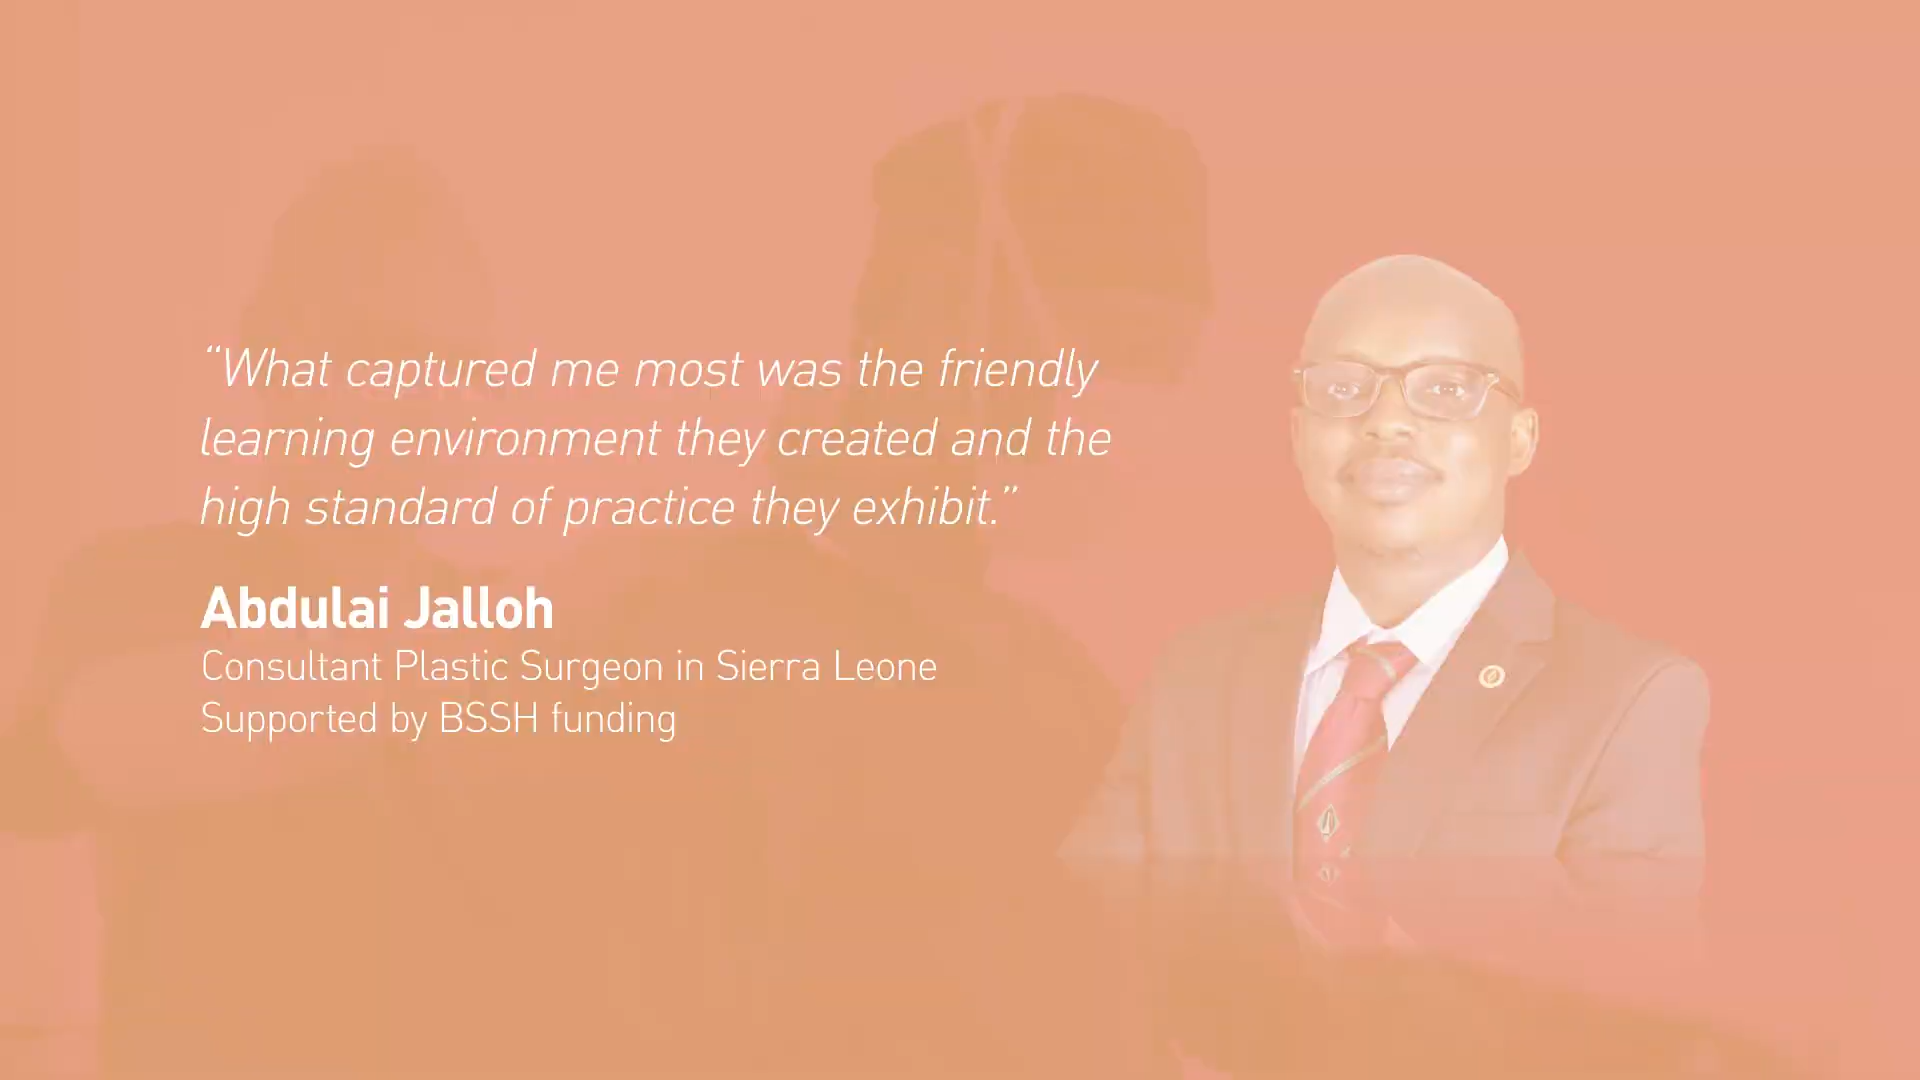 “What captured me most was the friendly
learning environment they created and the
high standard of practice they exhibit.”
Abdulai Jalloh
Consultant Plastic Surgeon in Sierra Leone
Supported by BSSH funding